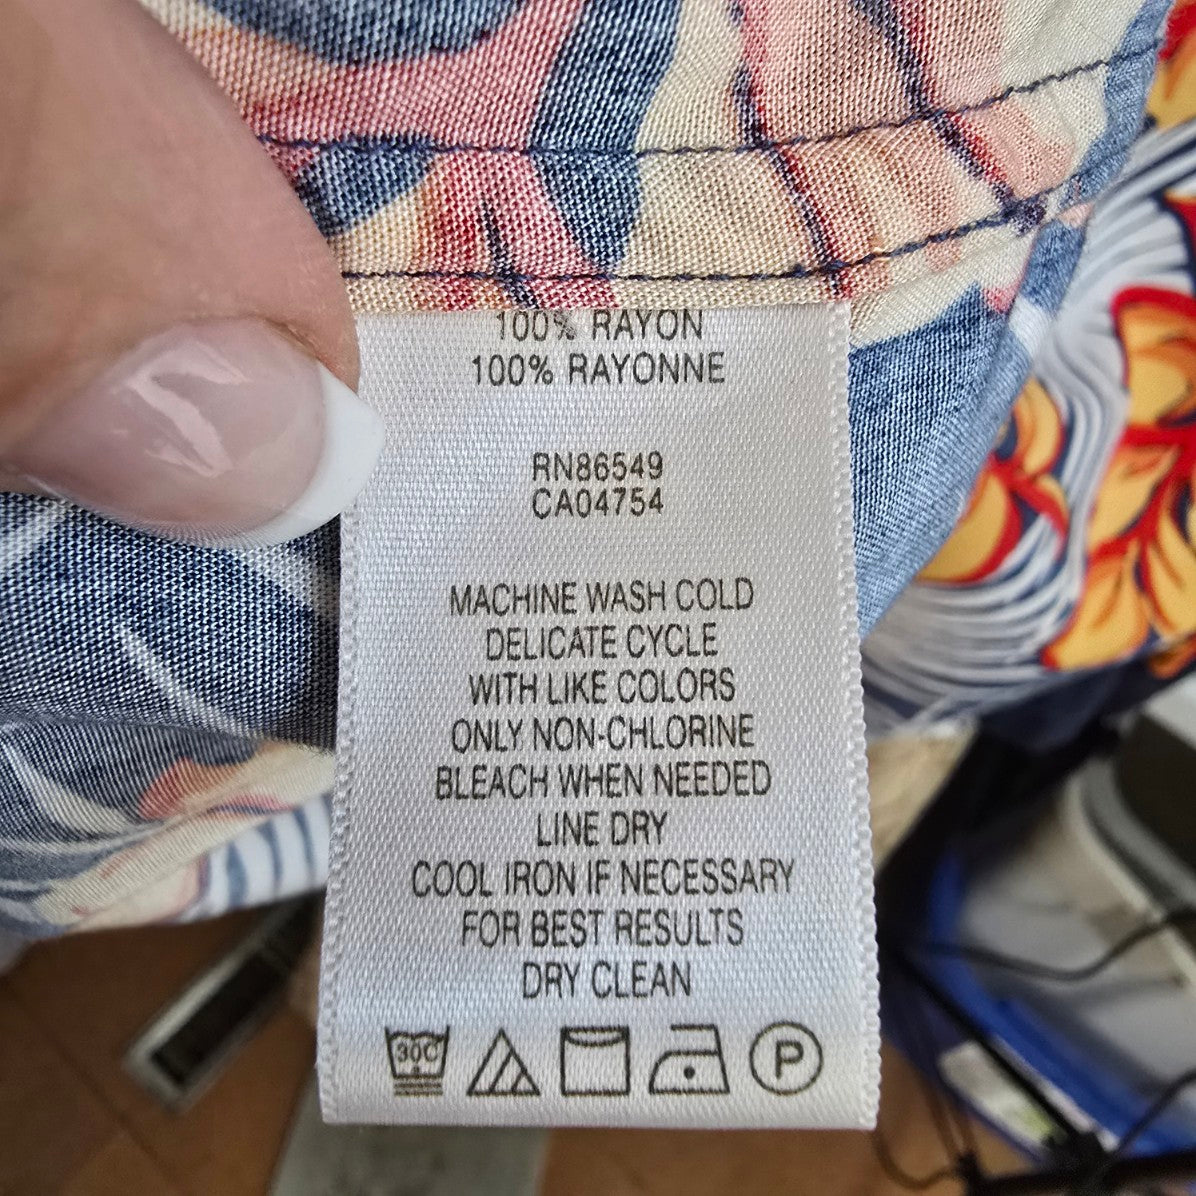 100% RAYON
100% RAYONNE
RN86549
CA04754
MACHINE WASH COLD
DELICATE CYCLE
WITH LIKE COLORS
ONLY NON-CHLORINE
BLEACH WHEN NEEDED
LINE DRY
COOL IRON IF NECESSARY
FOR BEST RESULTS
DRY CLEAN
30C P